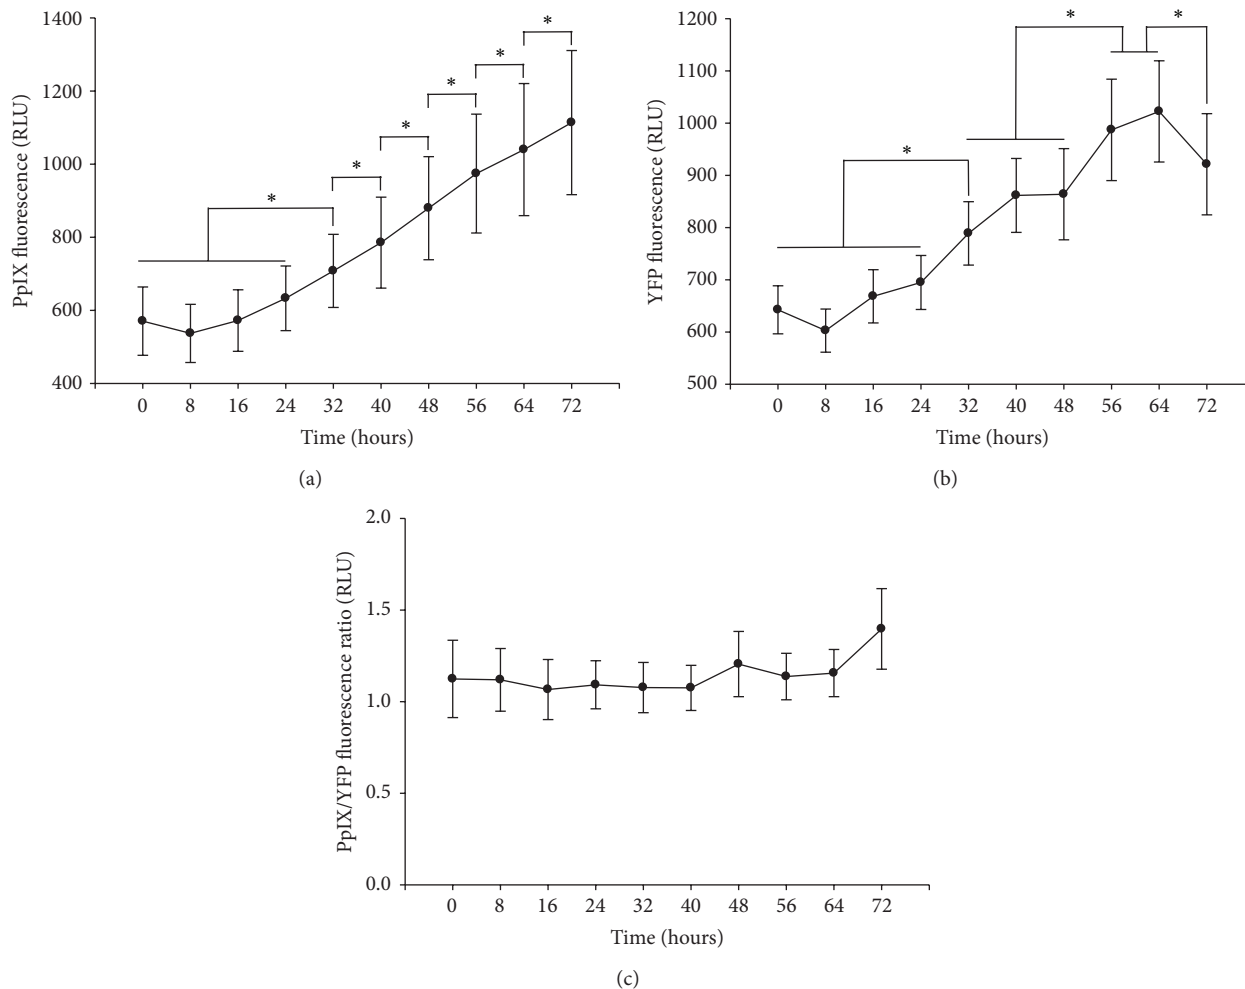 1400
1200
1000
800
600
400
PpIX fluorescence (RLU)
* * * * * *
0 8 16 24 32 40 48 56 64 72
Time (hours)
(a)
1200
1100
1000
900
800
700
600
500
YFP fluorescence (RLU)
* * *
0 8 16 24 32 40 48 56 64 72
Time (hours)
(b)
2.0
1.5
1.0
0.5
0.0
PpIX/YFP fluorescence ratio (RLU)
0 8 16 24 32 40 48 56 64 72
Time (hours)
(c)